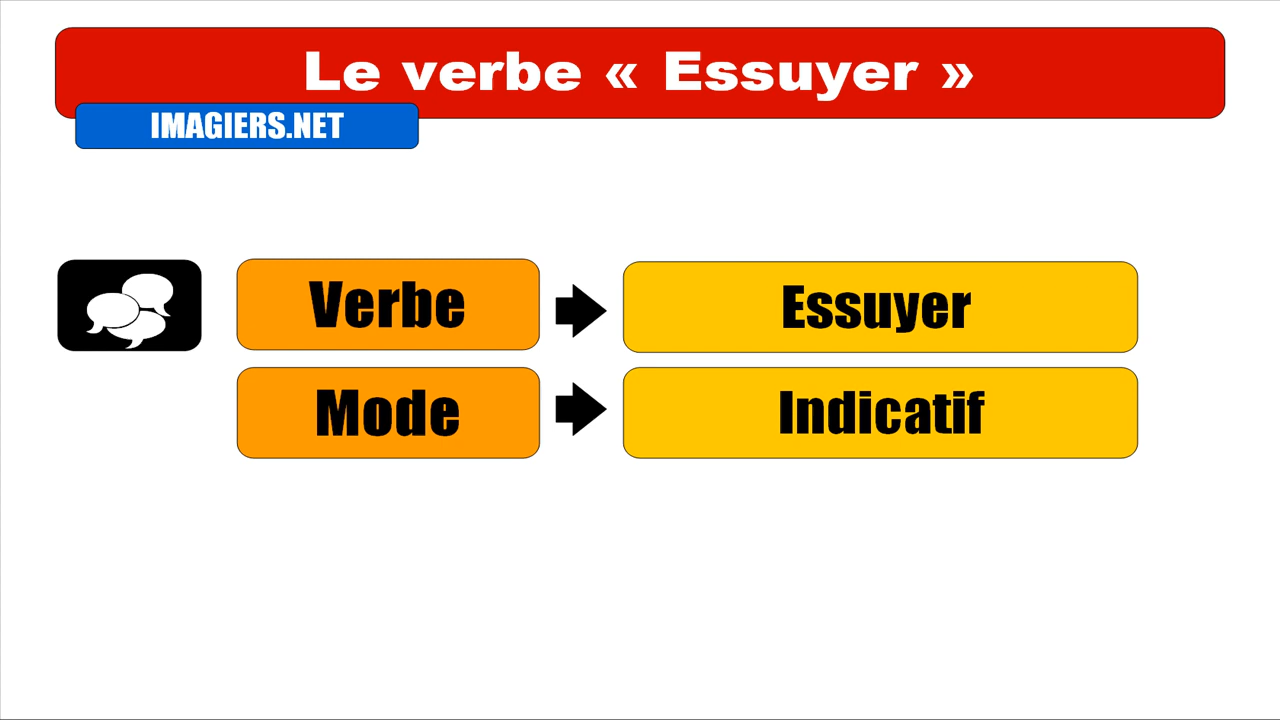 Le verbe « Essuyer »
IMAGIERS.NET
Verbe Essuyer
Mode Indicatif